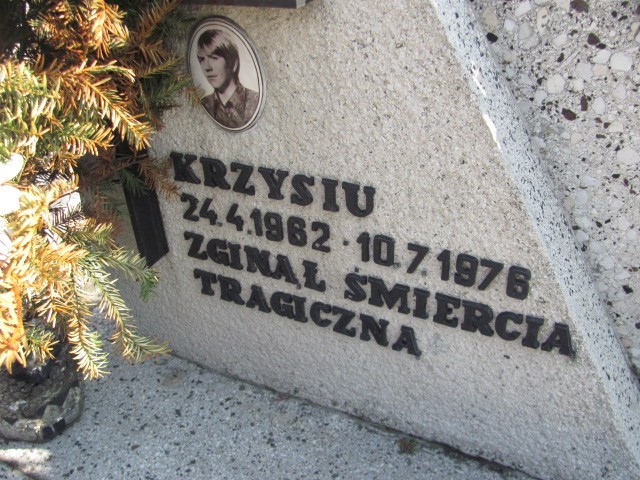 KRZYSIU
24.4.1962 · 10.7.1976
ZGINĄŁ ŚMIERCIĄ
TRAGICZNĄ